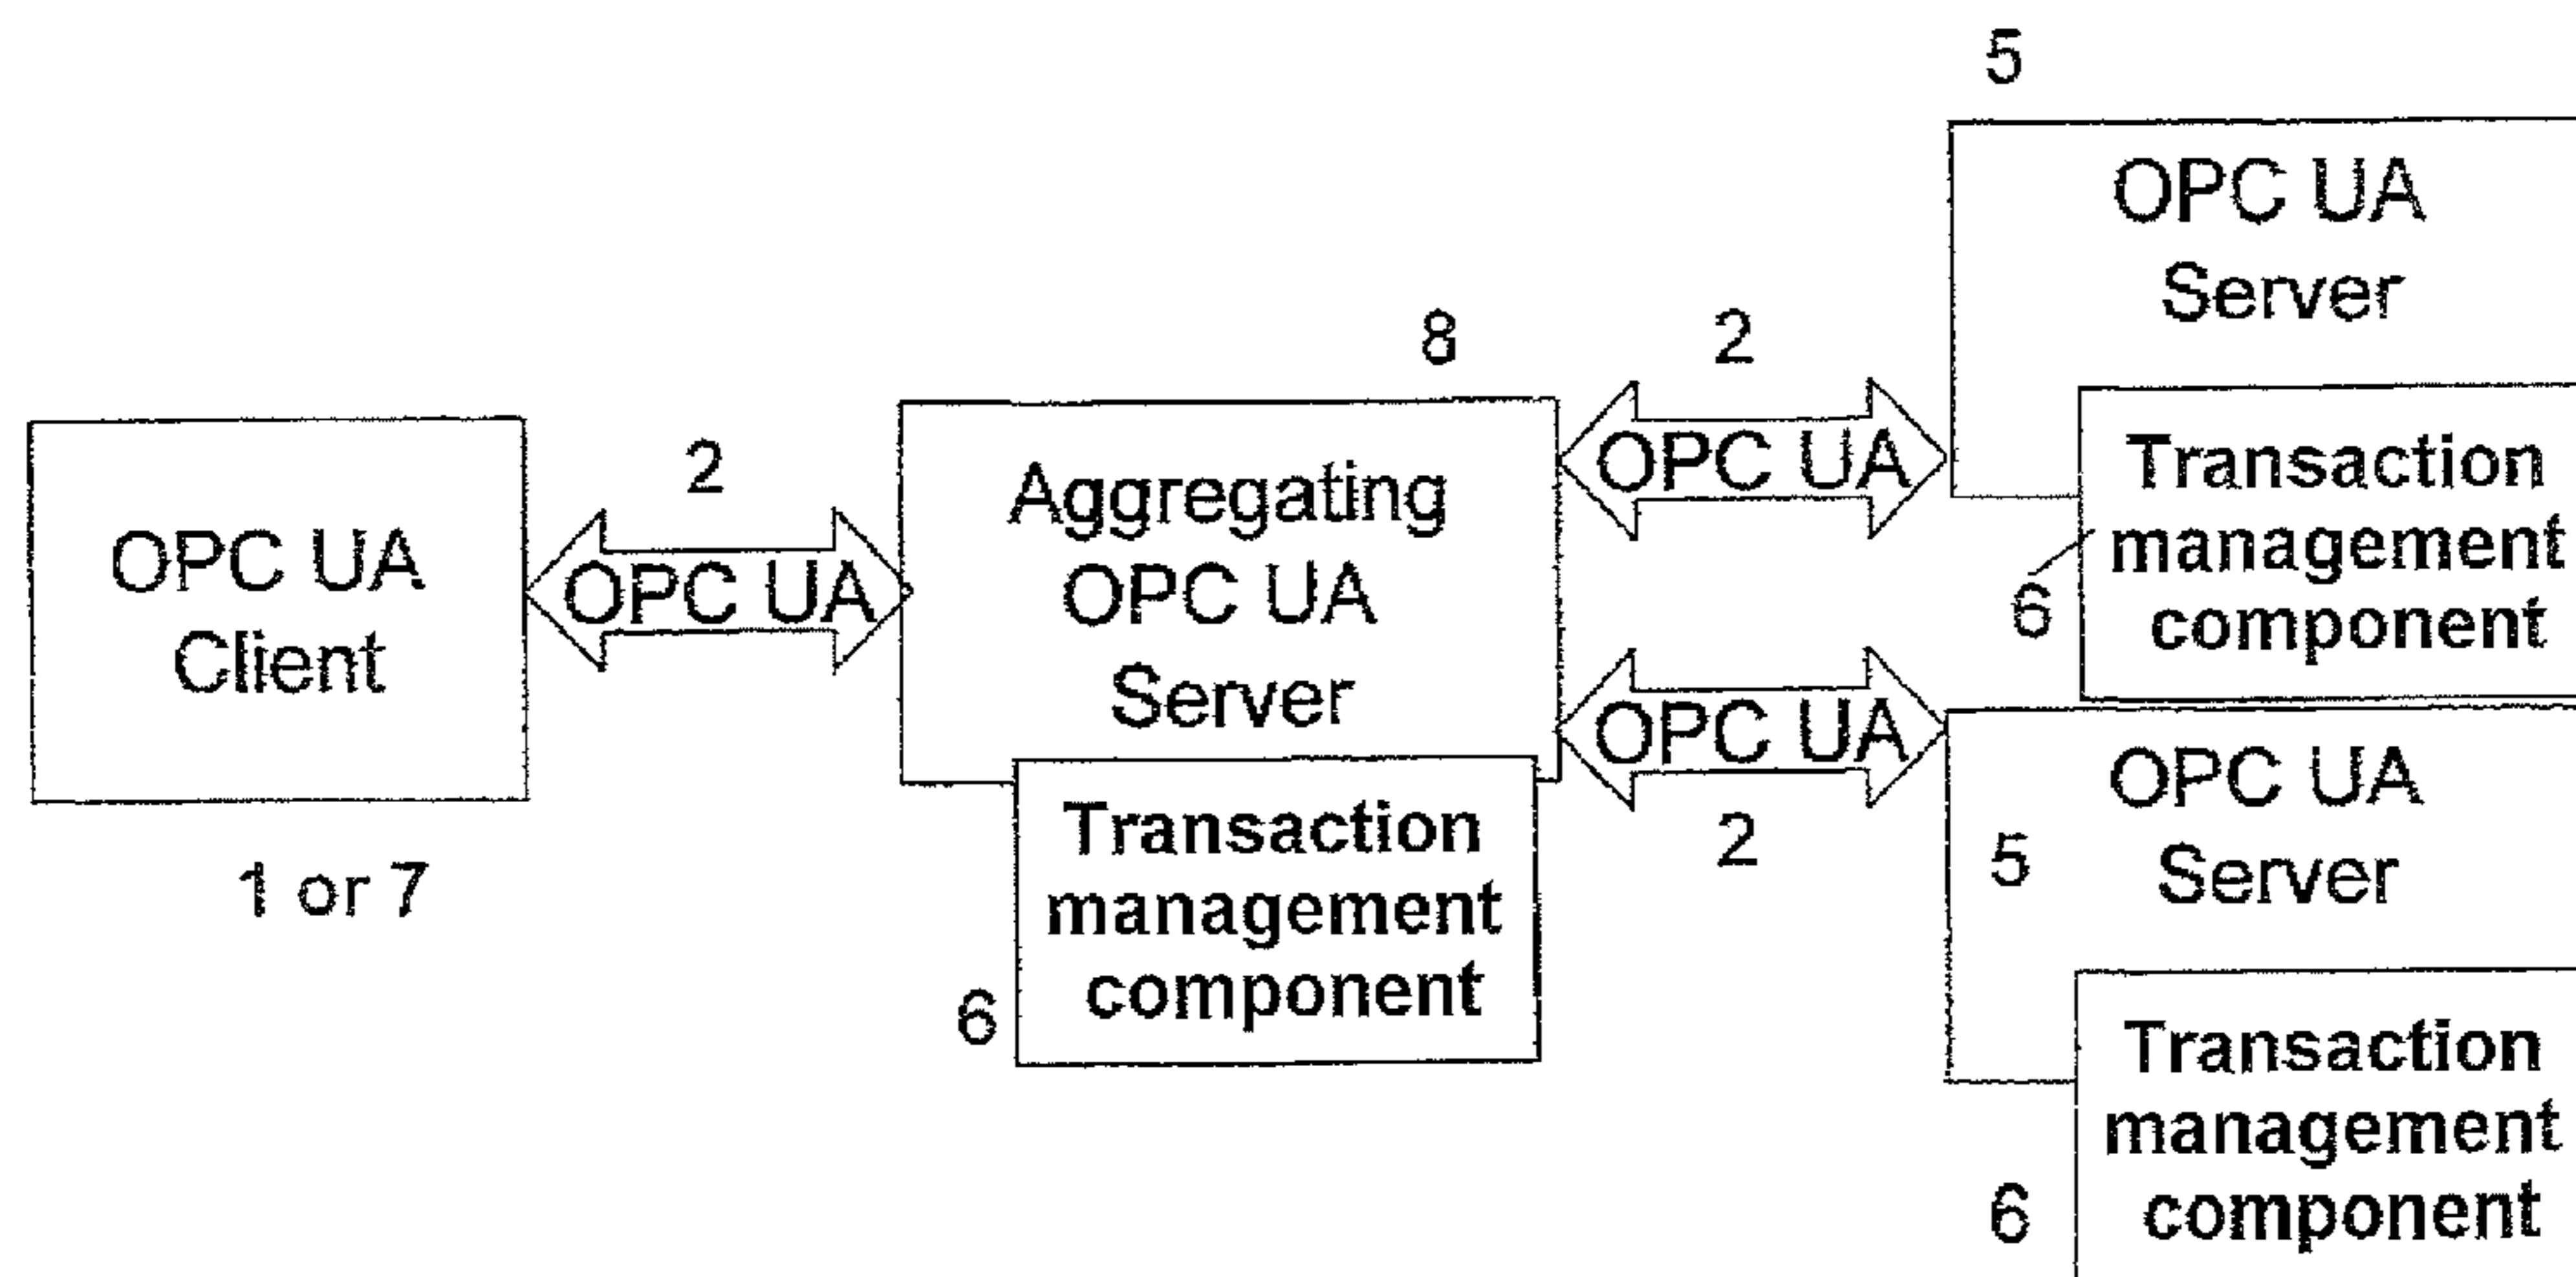 5
OPC UA
Server
8
2
OPC UA
Transaction
management
component
6
2
Aggregating
OPC UA
Server
OPC UA
Client
OPC UA
1 or 7
OPC UA
2
OPC UA
Server
5
Transaction
management
component
6
Transaction
management
component
6